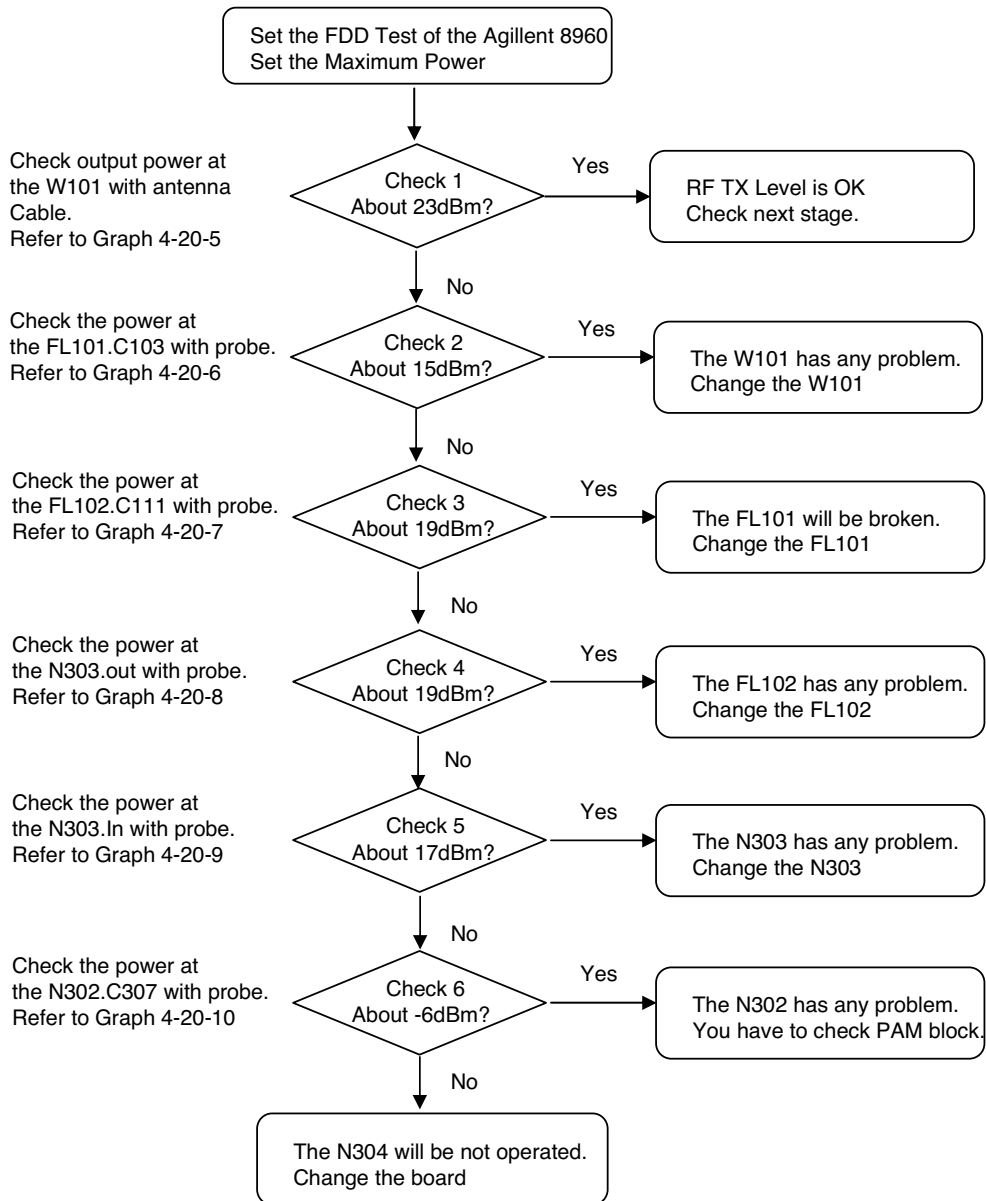 Set the FDD Test of the Agillent 8960
Set the Maximum Power
Check output power at
the W101 with antenna
Cable.
Refer to Graph 4-20-5
Check 1
About 23dBm?
Yes
RF TX Level is OK
Check next stage.
No
Check the power at
the FL101.C103 with probe.
Refer to Graph 4-20-6
Check 2
About 15dBm?
Yes
The W101 has any problem.
Change the W101
No
Check the power at
the FL102.C111 with probe.
Refer to Graph 4-20-7
Check 3
About 19dBm?
Yes
The FL101 will be broken.
Change the FL101
No
Check the power at
the N303.out with probe.
Refer to Graph 4-20-8
Check 4
About 19dBm?
Yes
The FL102 has any problem.
Change the FL102
No
Check the power at
the N303.In with probe.
Refer to Graph 4-20-9
Check 5
About 17dBm?
Yes
The N303 has any problem.
Change the N303
No
Check the power at
the N302.C307 with probe.
Refer to Graph 4-20-10
Check 6
About -6dBm?
Yes
The N302 has any problem.
You have to check PAM block.
No
The N304 will be not operated.
Change the board